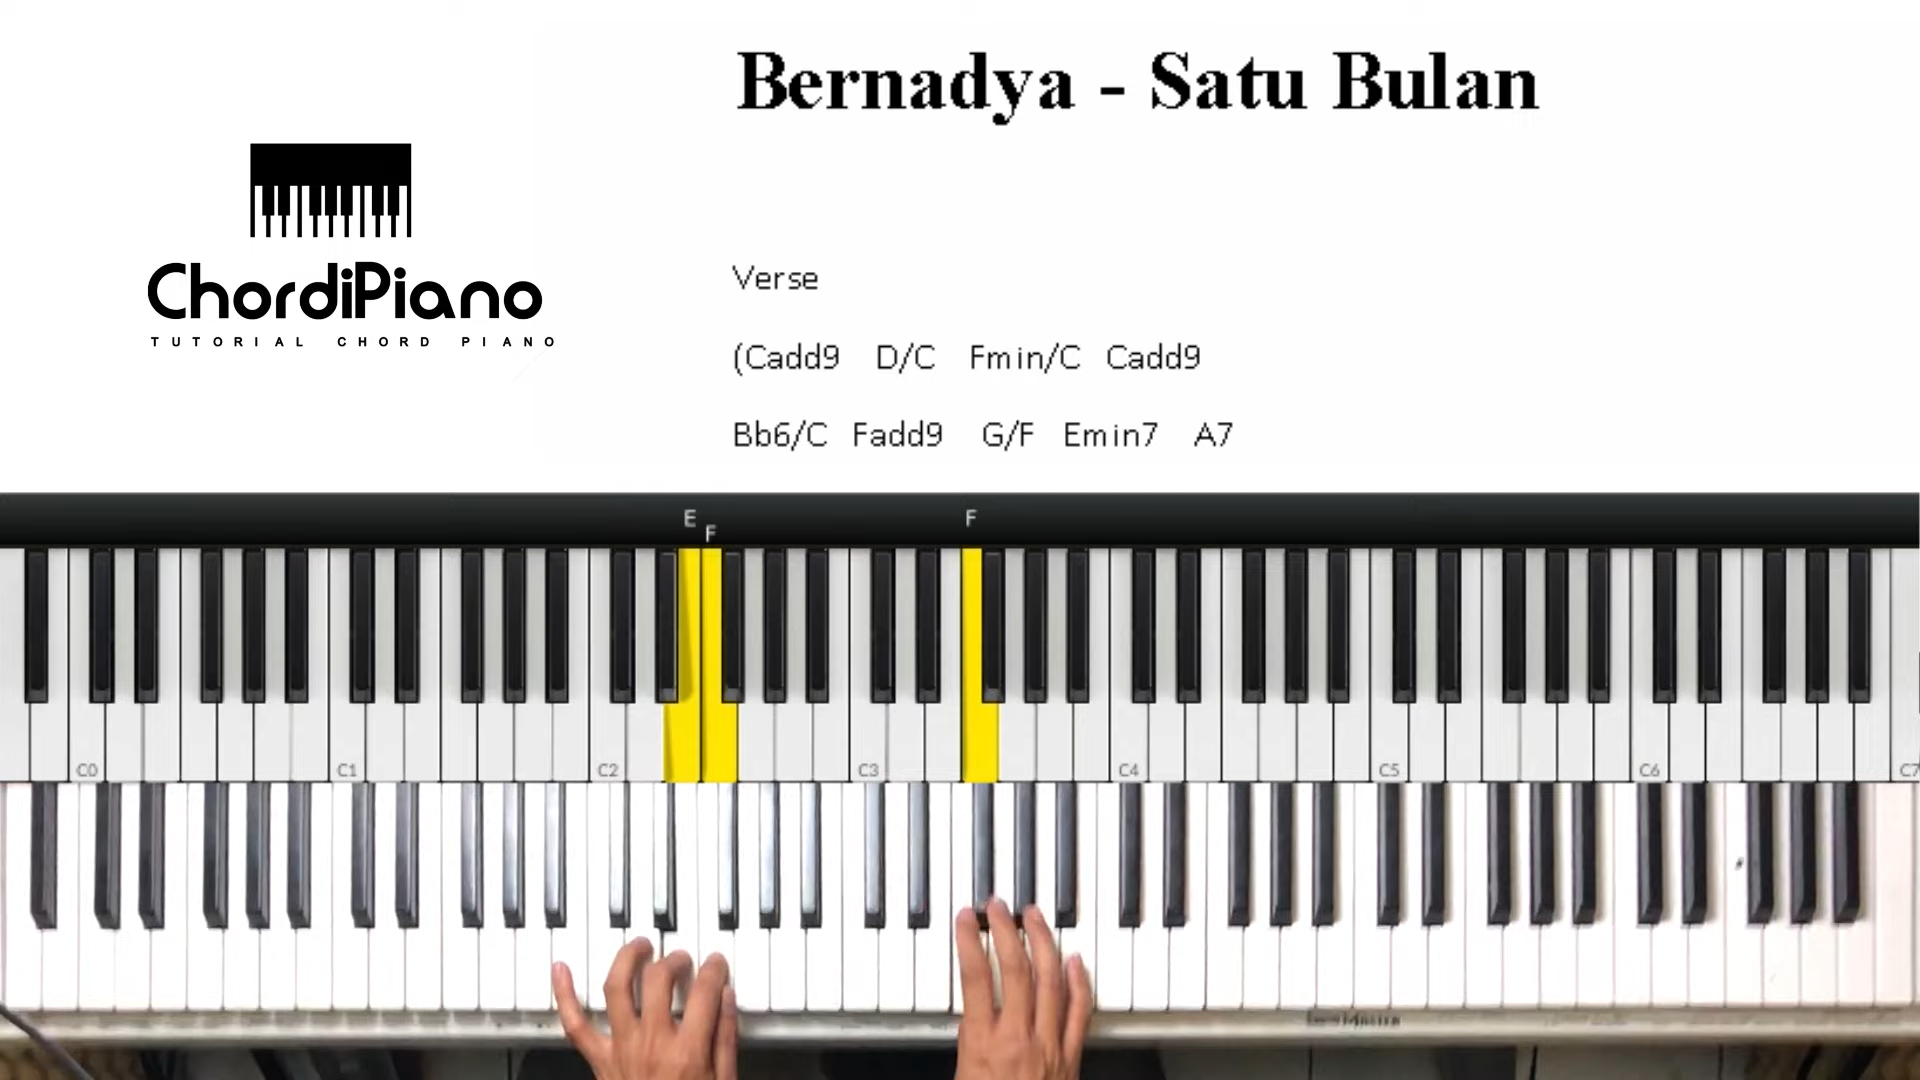 Bernadya - Satu Bulan
ChordiPiano
TUTORIAL CHORD PIANO
Verse
(Cadd9 D/C Fmin/C Cadd9
Bb6/C Fadd9 G/F Emin7 A7
E F F
C0 C1 C2 C3 C4 C5 C6 C7